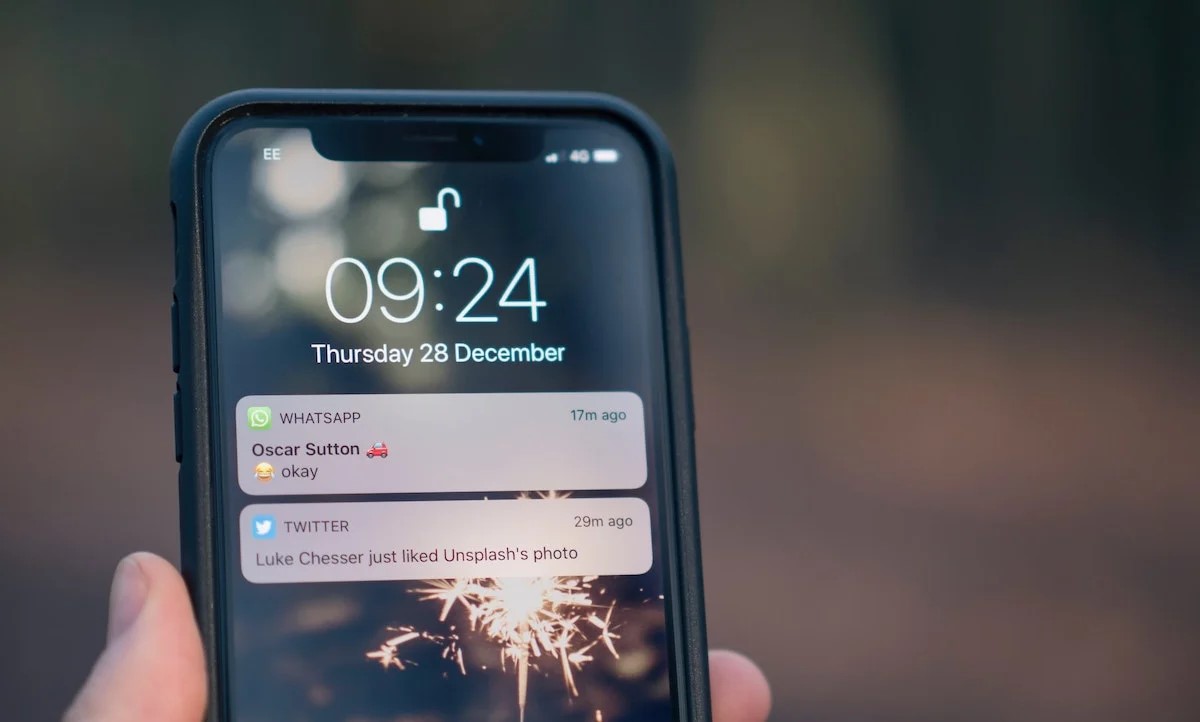 EE 4G
09:24
Thursday 28 December
WHATSAPP 17m ago
Oscar Sutton 🚗
😂 okay
TWITTER 29m ago
Luke Chesser just liked Unsplash's photo